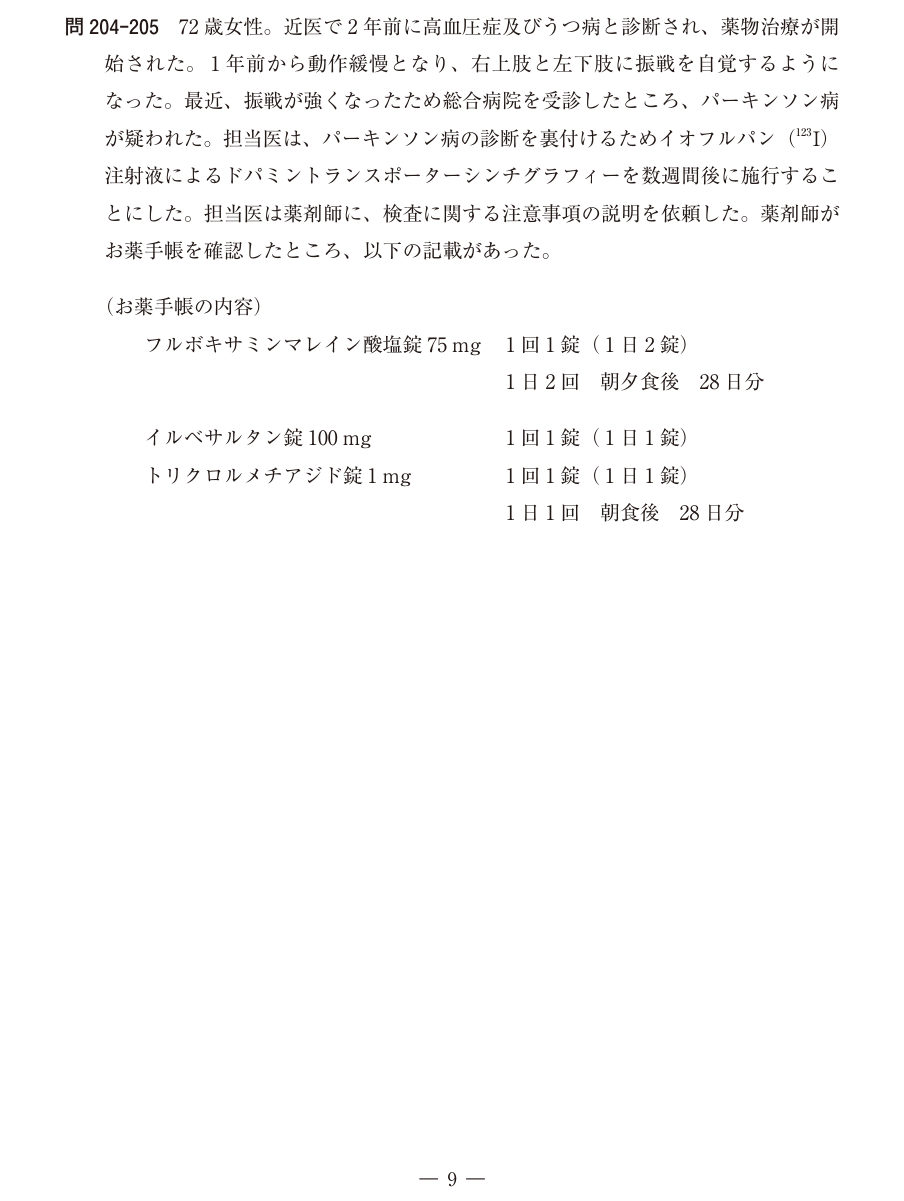 問 204-205 72 歳女性。近医で 2 年前に高血圧症及びうつ病と診断され、薬物治療が開
始された。1 年前から動作緩慢となり、右上肢と左下肢に振戦を自覚するように
なった。最近、振戦が強くなったため総合病院を受診したところ、パーキンソン病
が疑われた。担当医は、パーキンソン病の診断を裏付けるためイオフルパン（¹²³I）
注射液によるドパミントランスポーターシンチグラフィーを数週間後に施行するこ
とにした。担当医は薬剤師に、検査に関する注意事項の説明を依頼した。薬剤師が
お薬手帳を確認したところ、以下の記載があった。
（お薬手帳の内容）
フルボキサミンマレイン酸塩錠 75 mg 1 回 1 錠（1 日 2 錠）
1 日 2 回 朝夕食後 28 日分
イルベサルタン錠 100 mg 1 回 1 錠（1 日 1 錠）
トリクロルメチアジド錠 1 mg 1 回 1 錠（1 日 1 錠）
1 日 1 回 朝食後 28 日分
— 9 —